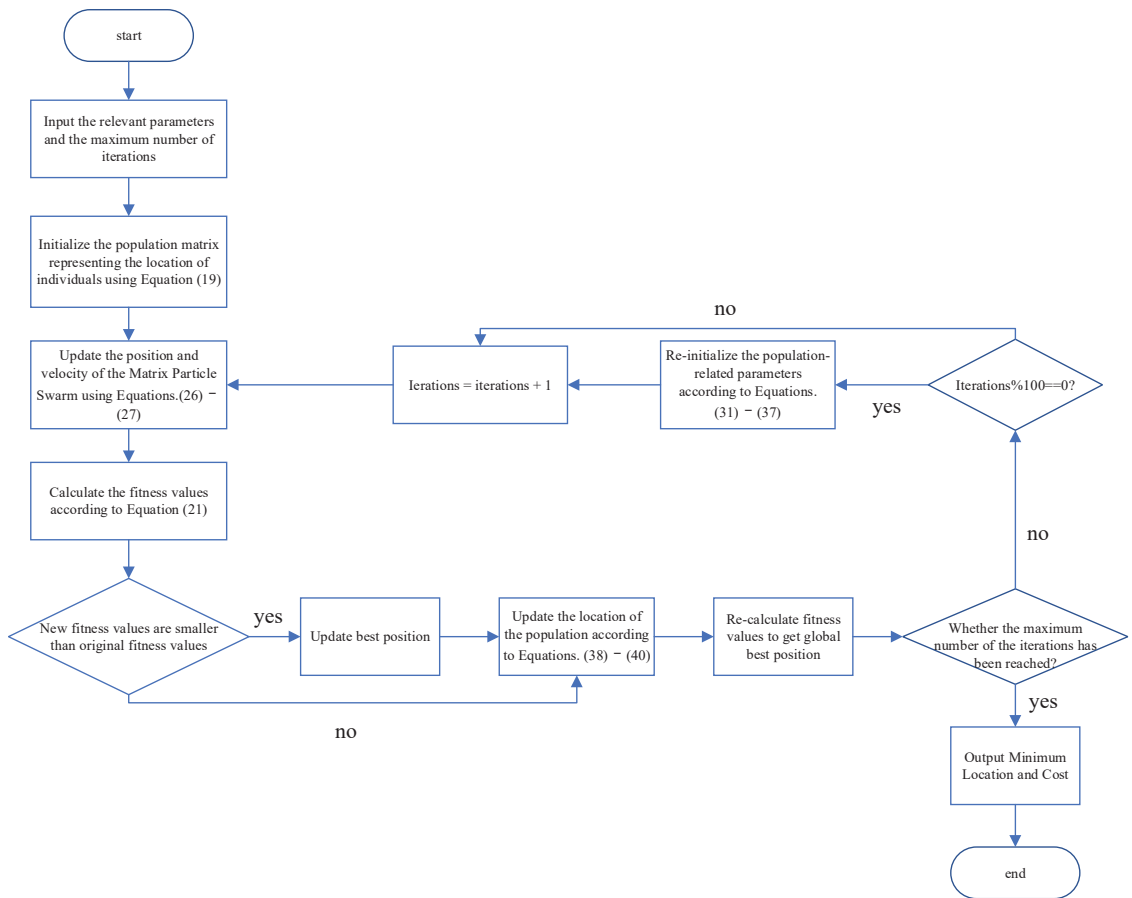 start
Input the relevant parameters
and the maximum number of
iterations
Initialize the population matrix
representing the location of
individuals using Equation (19)
Update the position and
velocity of the Matrix Particle
Swarm using Equations.(26) −
(27)
Calculate the fitness values
according to Equation (21)
New fitness values are smaller
than original fitness values
yes
no
Update best position
Update the location of
the population according
to Equations. (38) − (40)
Re-calculate fitness
values to get global
best position
Whether the maximum
number of the iterations has
been reached?
no
yes
Iterations%100==0?
yes
no
Re-initialize the population-
related parameters
according to Equations.
(31) − (37)
Ierations = iterations + 1
Output Minimum
Location and Cost
end